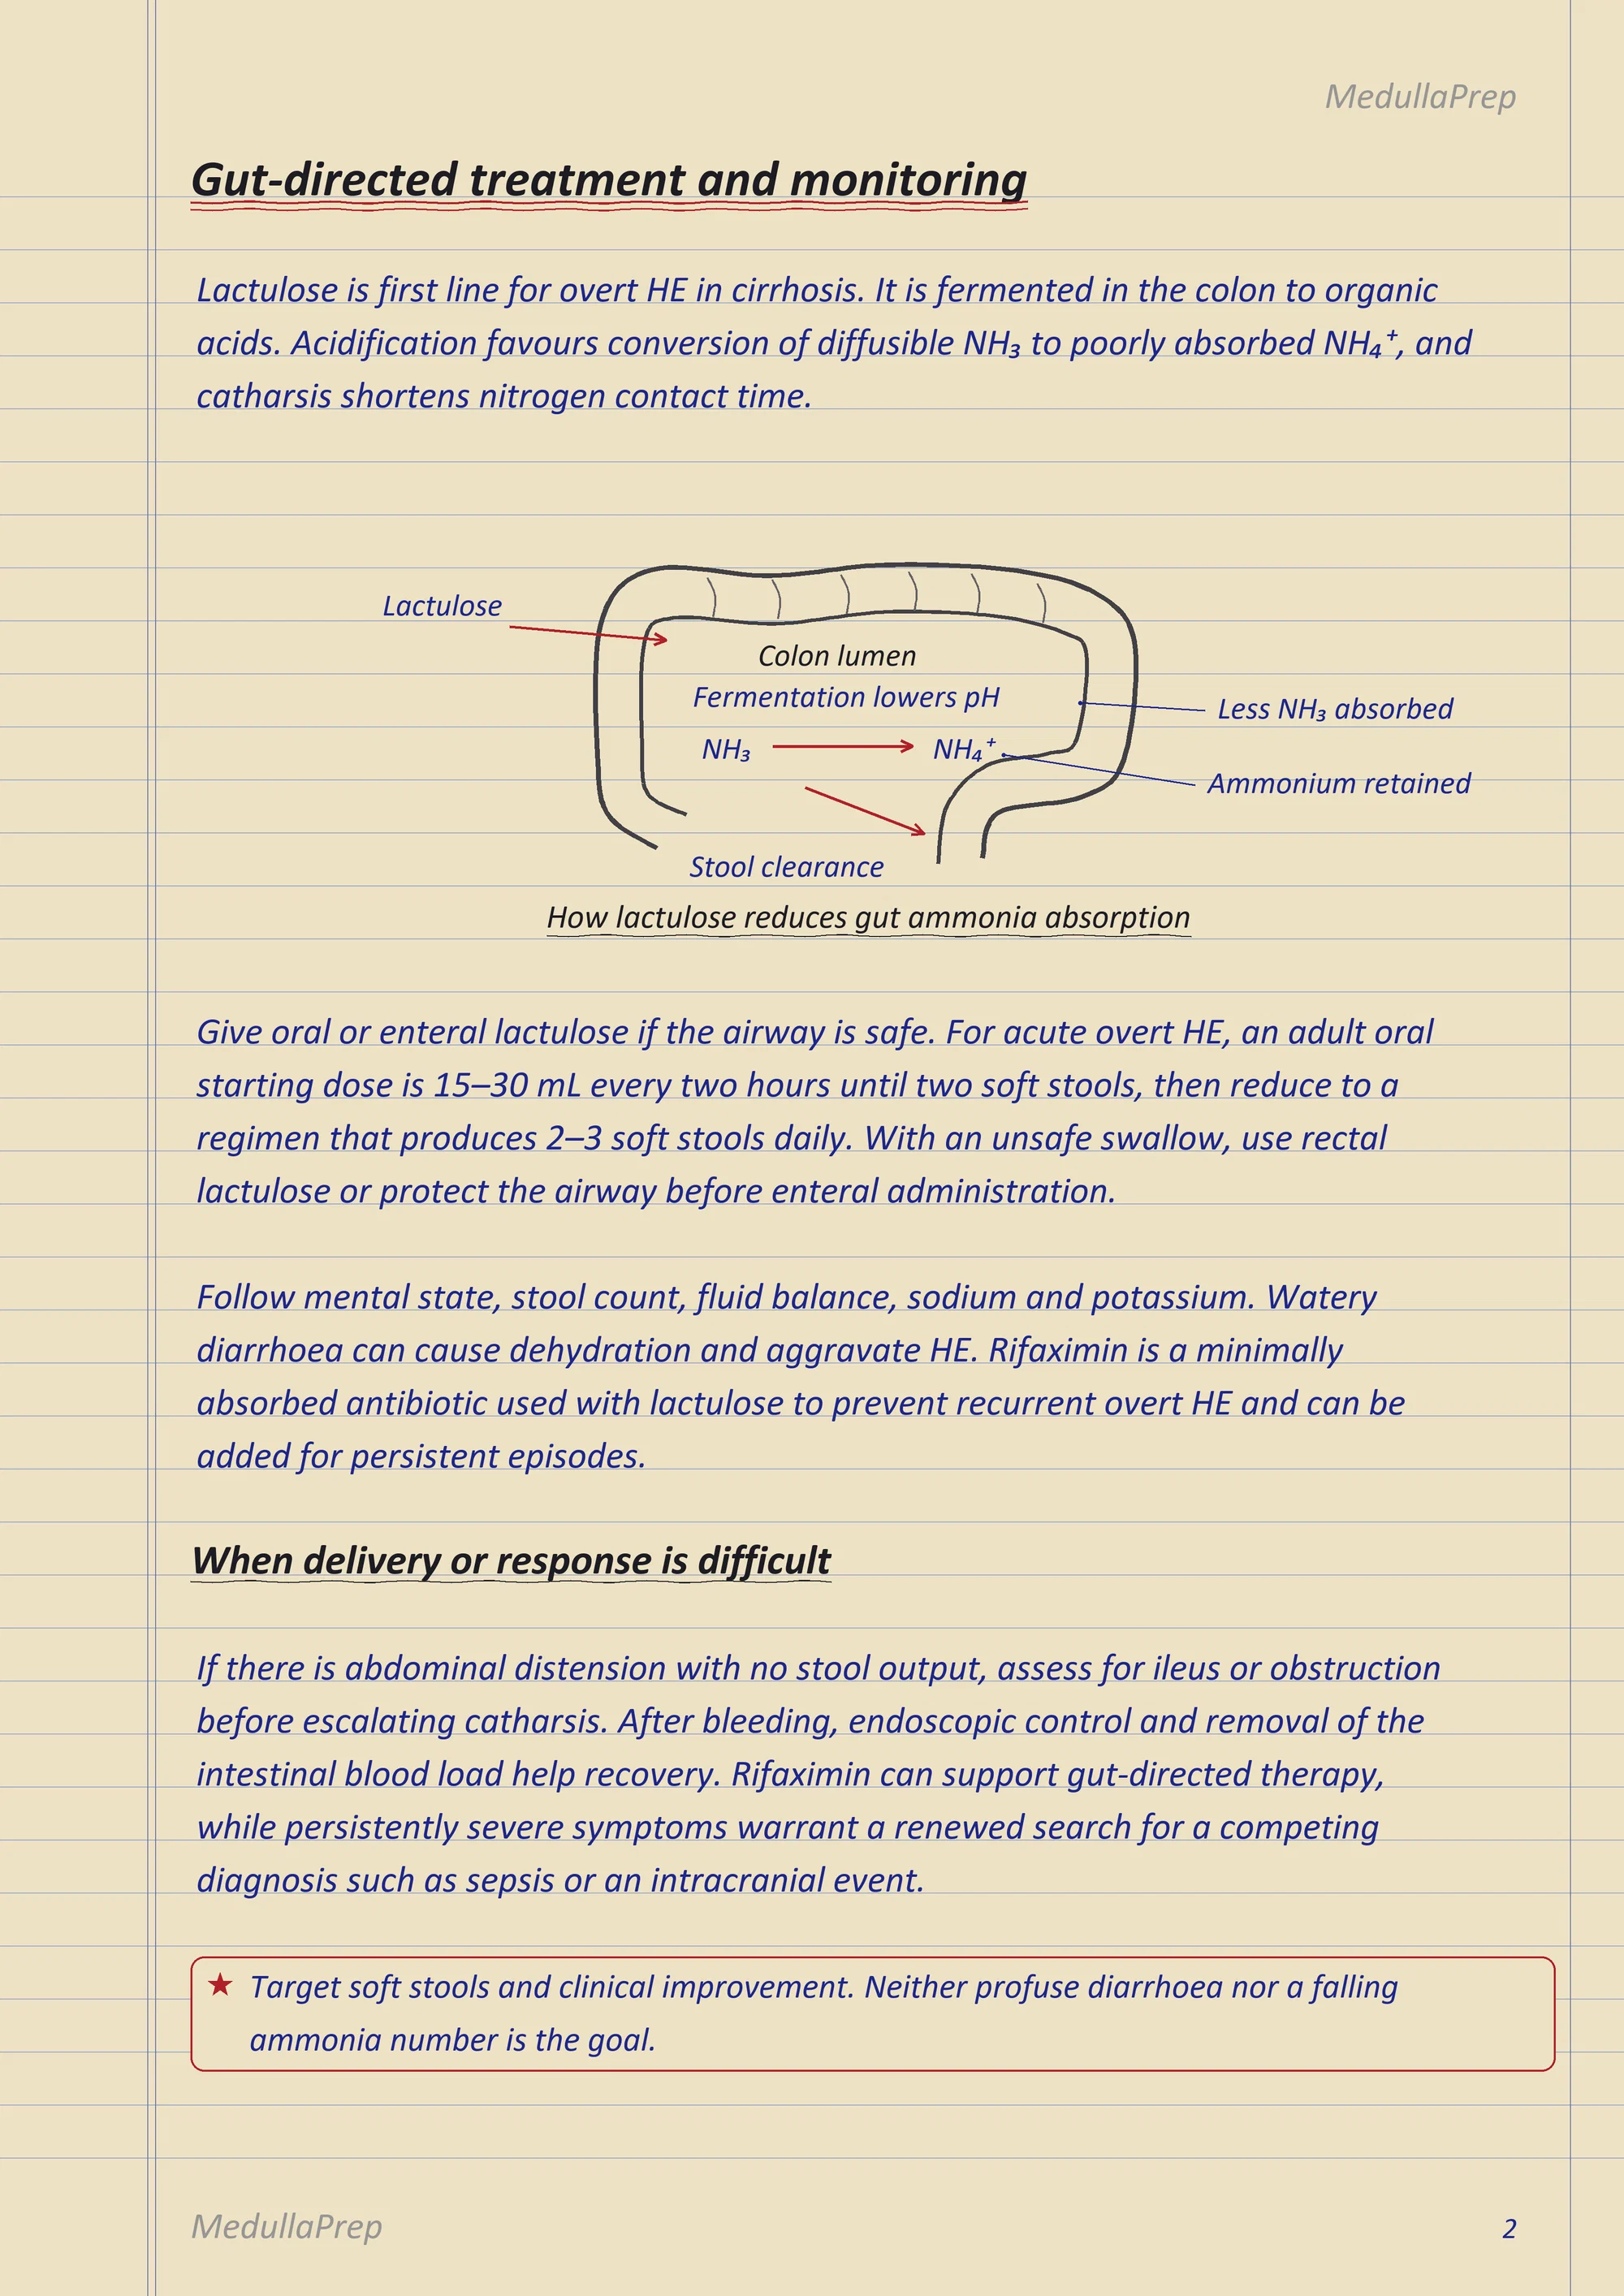 MedullaPrep
Gut-directed treatment and monitoring
Lactulose is first line for overt HE in cirrhosis. It is fermented in the colon to organic
acids. Acidification favours conversion of diffusible NH₃ to poorly absorbed NH₄⁺, and
catharsis shortens nitrogen contact time.
Lactulose
Colon lumen
Fermentation lowers pH
Less NH₃ absorbed
NH₃
NH₄⁺
Ammonium retained
Stool clearance
How lactulose reduces gut ammonia absorption
Give oral or enteral lactulose if the airway is safe. For acute overt HE, an adult oral
starting dose is 15–30 mL every two hours until two soft stools, then reduce to a
regimen that produces 2–3 soft stools daily. With an unsafe swallow, use rectal
lactulose or protect the airway before enteral administration.
Follow mental state, stool count, fluid balance, sodium and potassium. Watery
diarrhoea can cause dehydration and aggravate HE. Rifaximin is a minimally
absorbed antibiotic used with lactulose to prevent recurrent overt HE and can be
added for persistent episodes.
When delivery or response is difficult
If there is abdominal distension with no stool output, assess for ileus or obstruction
before escalating catharsis. After bleeding, endoscopic control and removal of the
intestinal blood load help recovery. Rifaximin can support gut-directed therapy,
while persistently severe symptoms warrant a renewed search for a competing
diagnosis such as sepsis or an intracranial event.
★ Target soft stools and clinical improvement. Neither profuse diarrhoea nor a falling
ammonia number is the goal.
MedullaPrep
2